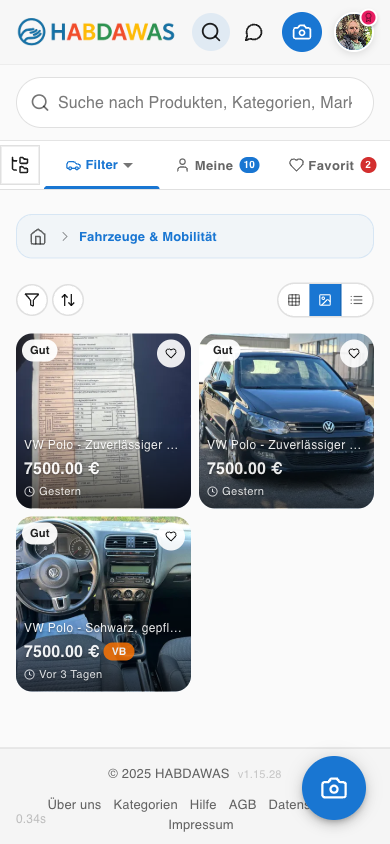 HABDAWAS
Suche nach Produkten, Kategorien, Mark
Filter
Meine 10
Favorit 2
Fahrzeuge & Mobilität
Gut
VW Polo - Zuverlässiger ...
7500.00 €
Gestern
Gut
VW Polo - Zuverlässiger ...
7500.00 €
Gestern
Gut
VW Polo - Schwarz, gepfl...
7500.00 € VB
Vor 3 Tagen
© 2025 HABDAWAS v1.15.28
Über uns Kategorien Hilfe AGB Datens
0.34s
Impressum